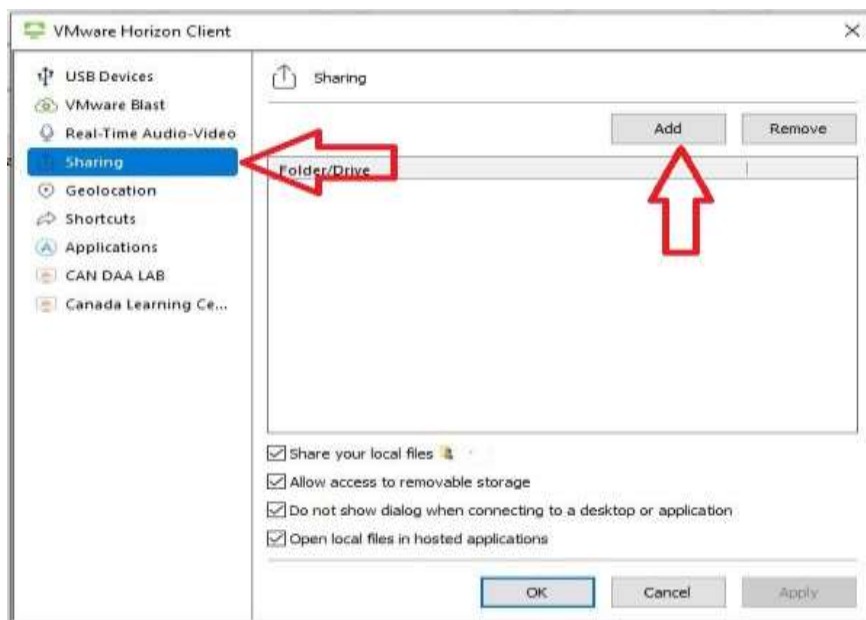 VMware Horizon Client
USB Devices
VMware Blast
Real-Time Audio-Video
Sharing
Geolocation
Shortcuts
Applications
CAN DAA LAB
Canada Learning Ce...
Sharing
Add
Remove
Folder/Drive
Share your local files
Allow access to removable storage
Do not show dialog when connecting to a desktop or application
Open local files in hosted applications
OK
Cancel
Apply